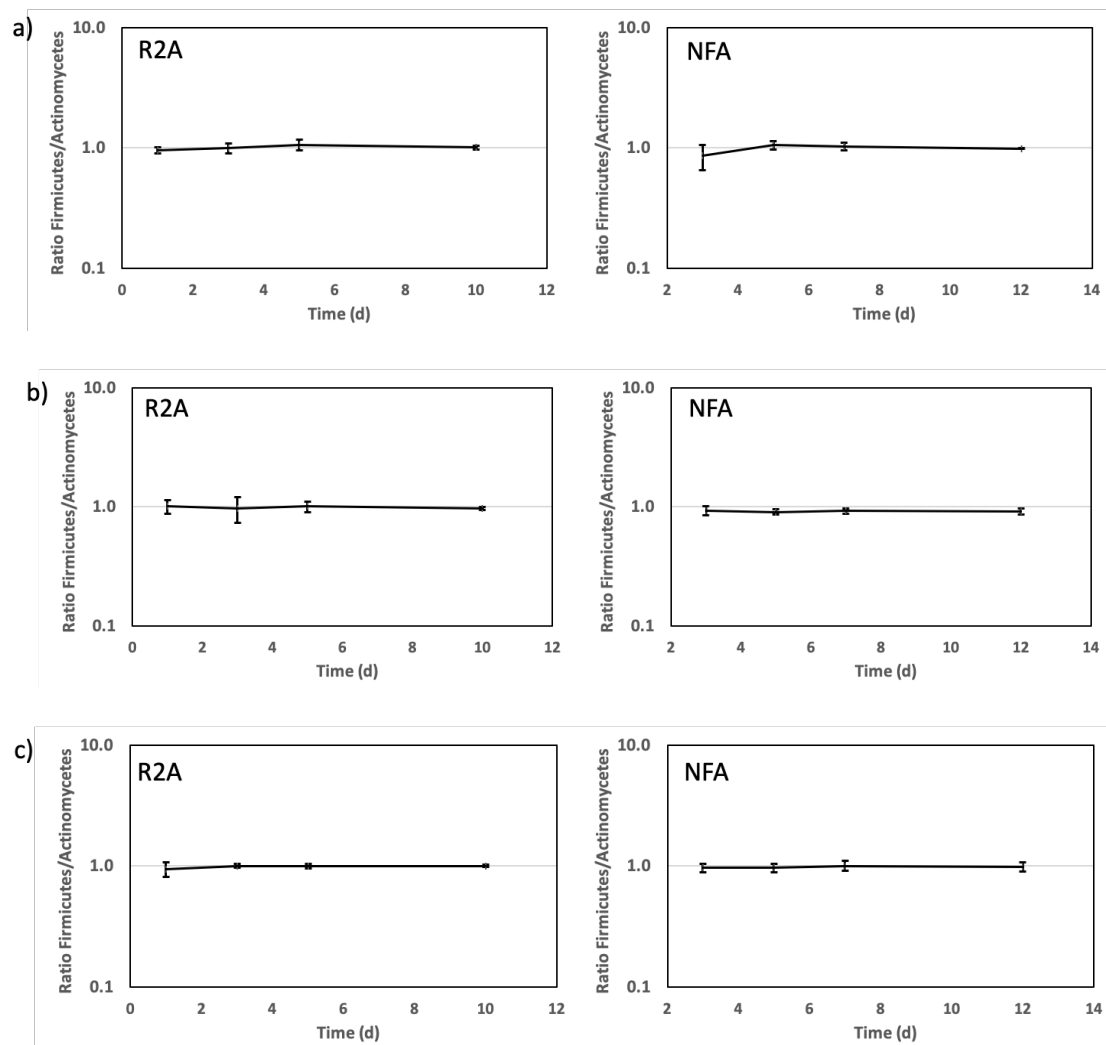 a)
Ratio Firmicutes/Actinomycetes
10.0
1.0
0.1
R2A
0 2 4 6 8 10 12
Time (d)
Ratio Firmicutes/Actinomycetes
10.0
1.0
0.1
NFA
2 4 6 8 10 12 14
Time (d)
b)
Ratio Firmicutes/Actinomycetes
10.0
1.0
0.1
R2A
0 2 4 6 8 10 12
Time (d)
Ratio Firmicutes/Actinomycetes
10.0
1.0
0.1
NFA
2 4 6 8 10 12 14
Time (d)
c)
Ratio Firmicutes/Actinomycetes
10.0
1.0
0.1
R2A
0 2 4 6 8 10 12
Time (d)
Ratio Firmicutes/Actinomycetes
10.0
1.0
0.1
NFA
2 4 6 8 10 12 14
Time (d)